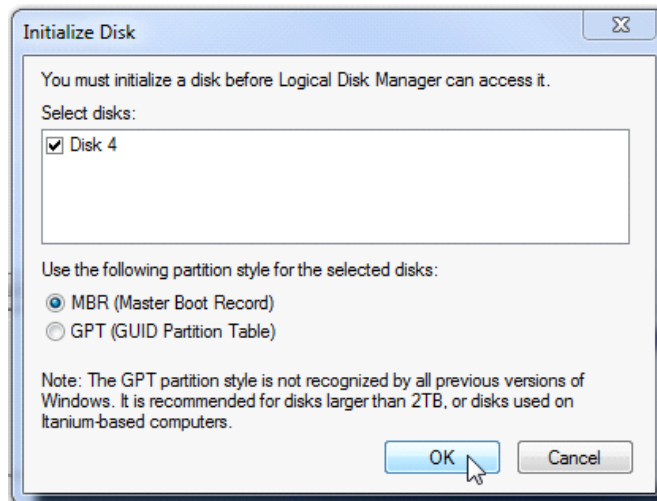 Initialize Disk
You must initialize a disk before Logical Disk Manager can access it.
Select disks:
Disk 4
Use the following partition style for the selected disks:
MBR (Master Boot Record)
GPT (GUID Partition Table)
Note: The GPT partition style is not recognized by all previous versions of
Windows. It is recommended for disks larger than 2TB, or disks used on
Itanium-based computers.
OK Cancel